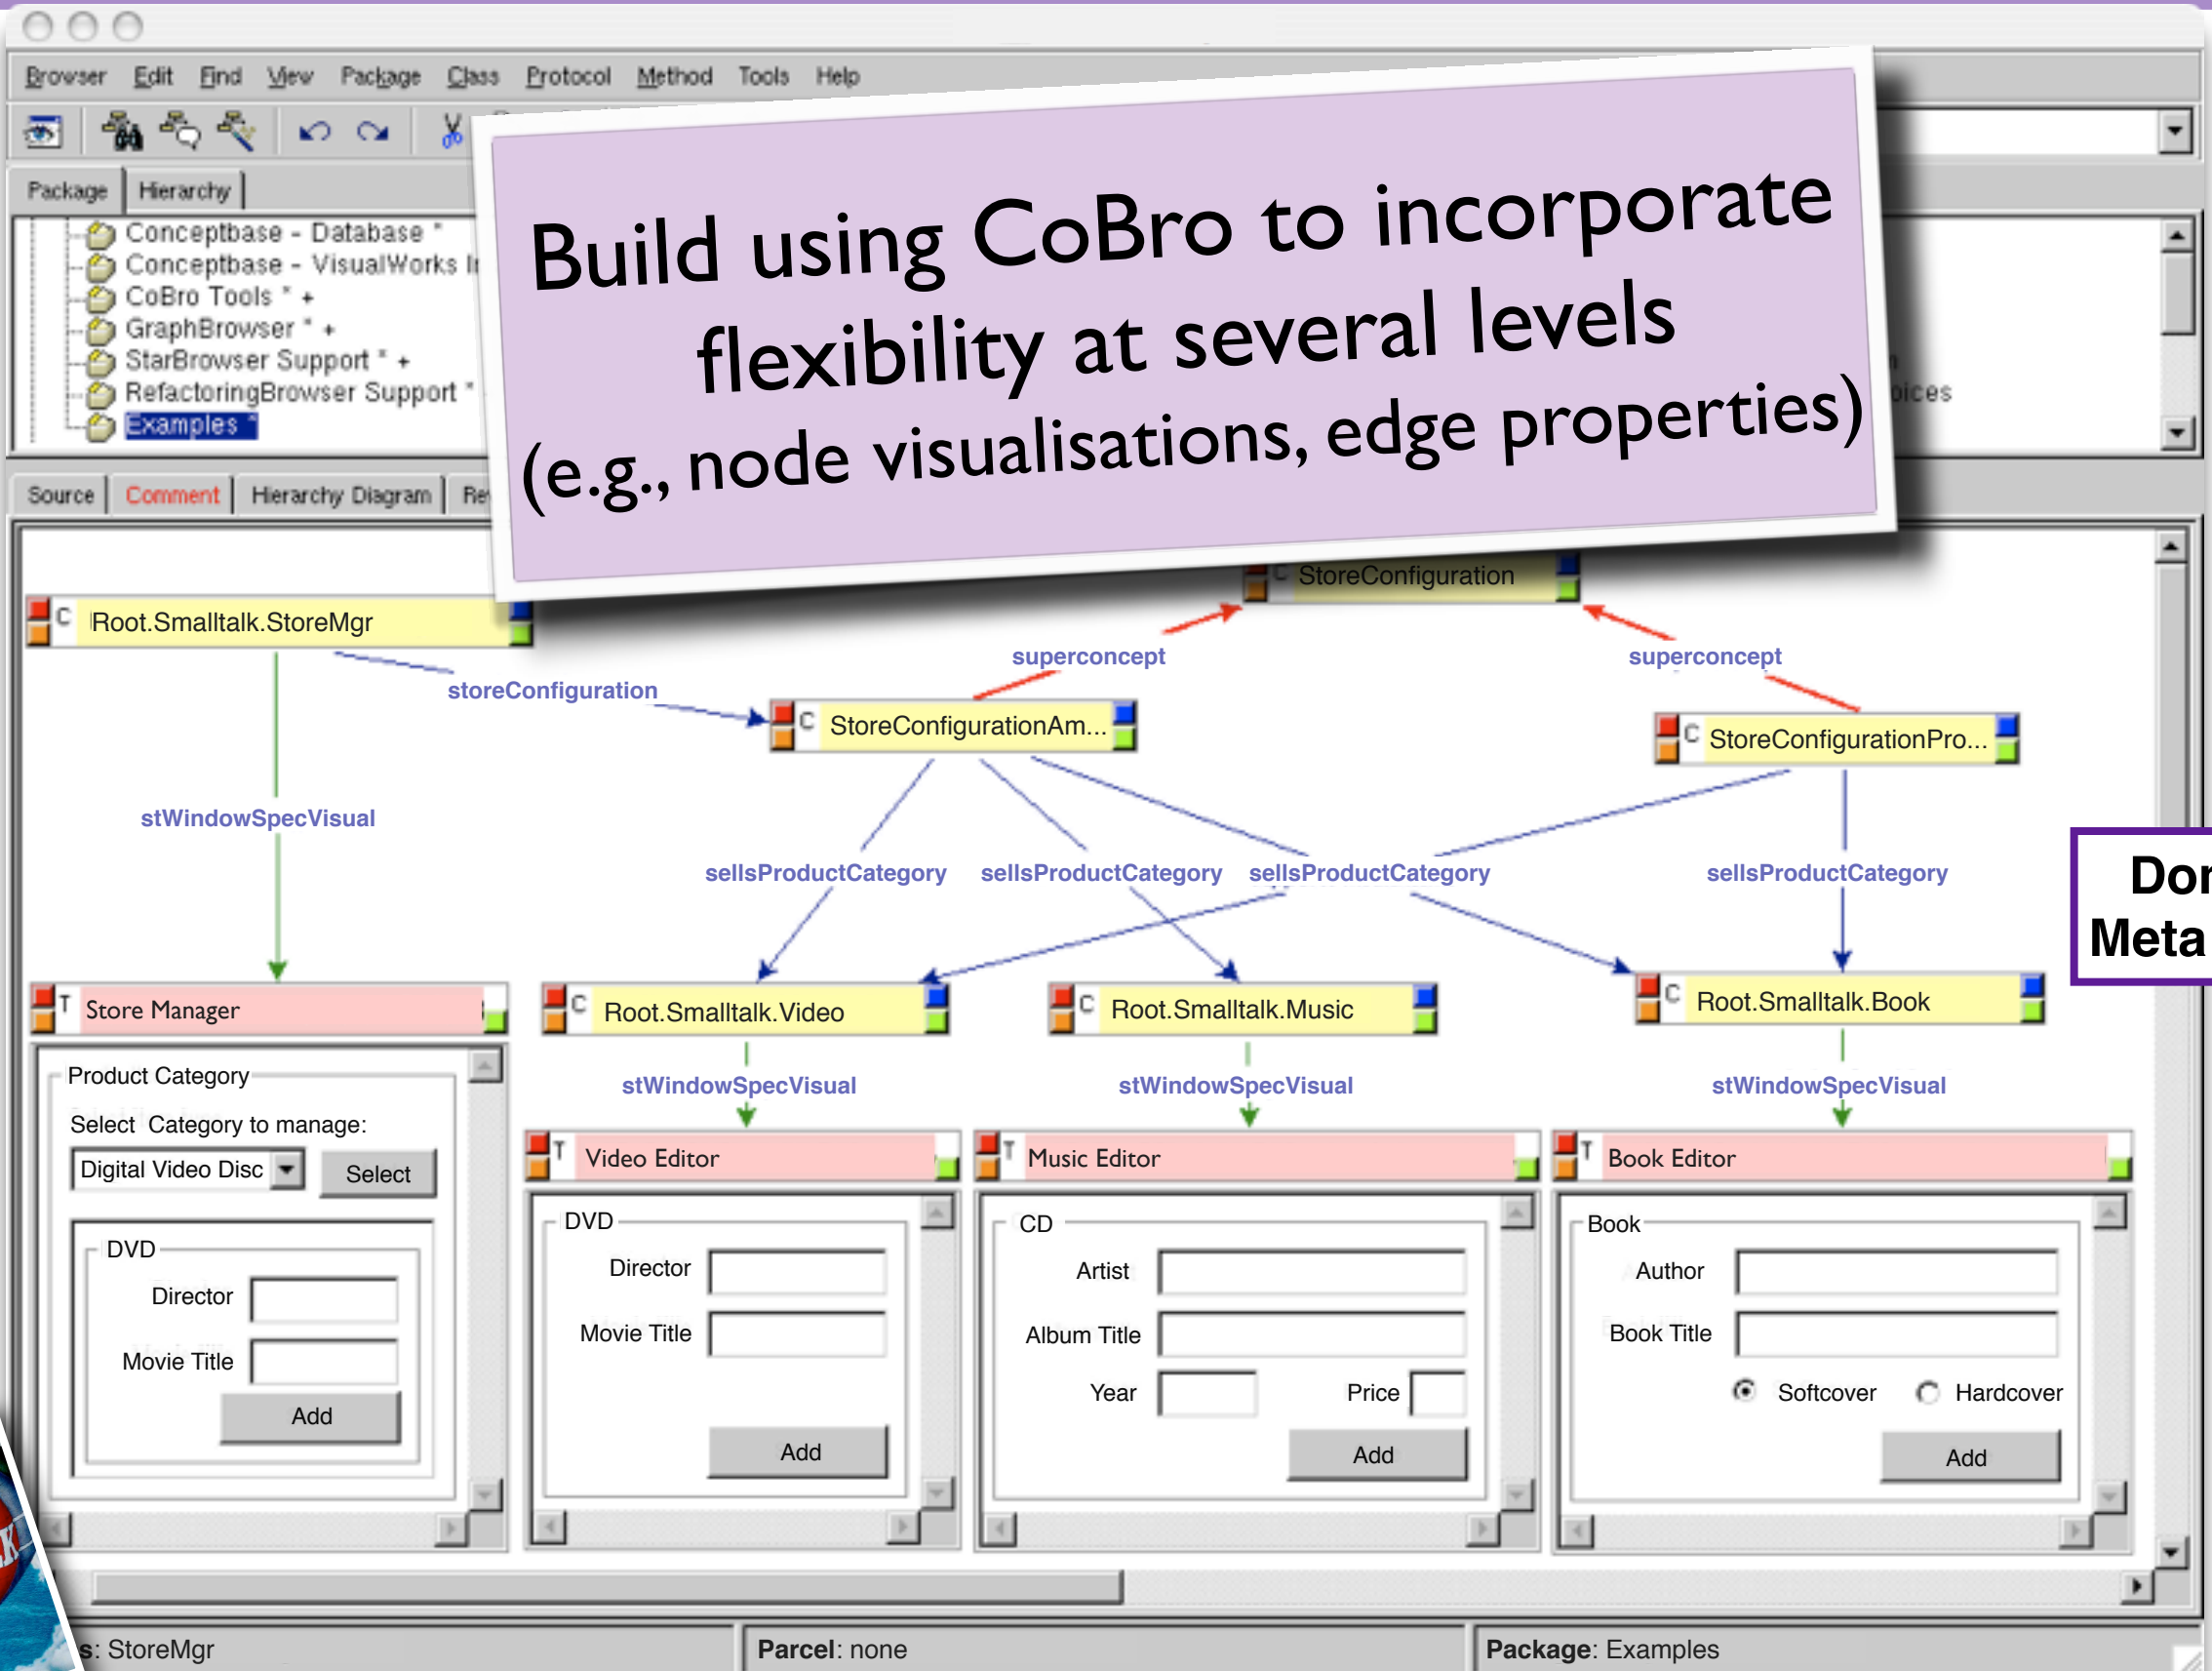 Browser Edit Find View Package Class Protocol Method Tools Help
Build using CoBro to incorporate
flexibility at several levels
(e.g., node visualisations, edge properties)
Package Hierarchy
Conceptbase - Database *
Conceptbase - VisualWorks
CoBro Tools * +
GraphBrowser * +
StarBrowser Support * +
RefactoringBrowser Support *
Examples *
Source Comment Hierarchy Diagram
StoreConfiguration
Root.Smalltalk.StoreMgr
superconcept superconcept
storeConfiguration
StoreConfigurationAm...
StoreConfigurationPro...
stWindowSpecVisual
sellsProductCategory sellsProductCategory sellsProductCategory sellsProductCategory
Meta
Store Manager
Root.Smalltalk.Video
Root.Smalltalk.Music
Root.Smalltalk.Book
stWindowSpecVisual stWindowSpecVisual stWindowSpecVisual
Product Category
Select Category to manage:
Digital Video Disc Select
DVD
Director
Movie Title
Add
T Video Editor
DVD
Director
Movie Title
Add
T Music Editor
CD
Artist
Album Title
Year Price
Add
T Book Editor
Book
Author
Book Title
Softcover Hardcover
Add
s: StoreMgr
Parcel: none
Package: Examples